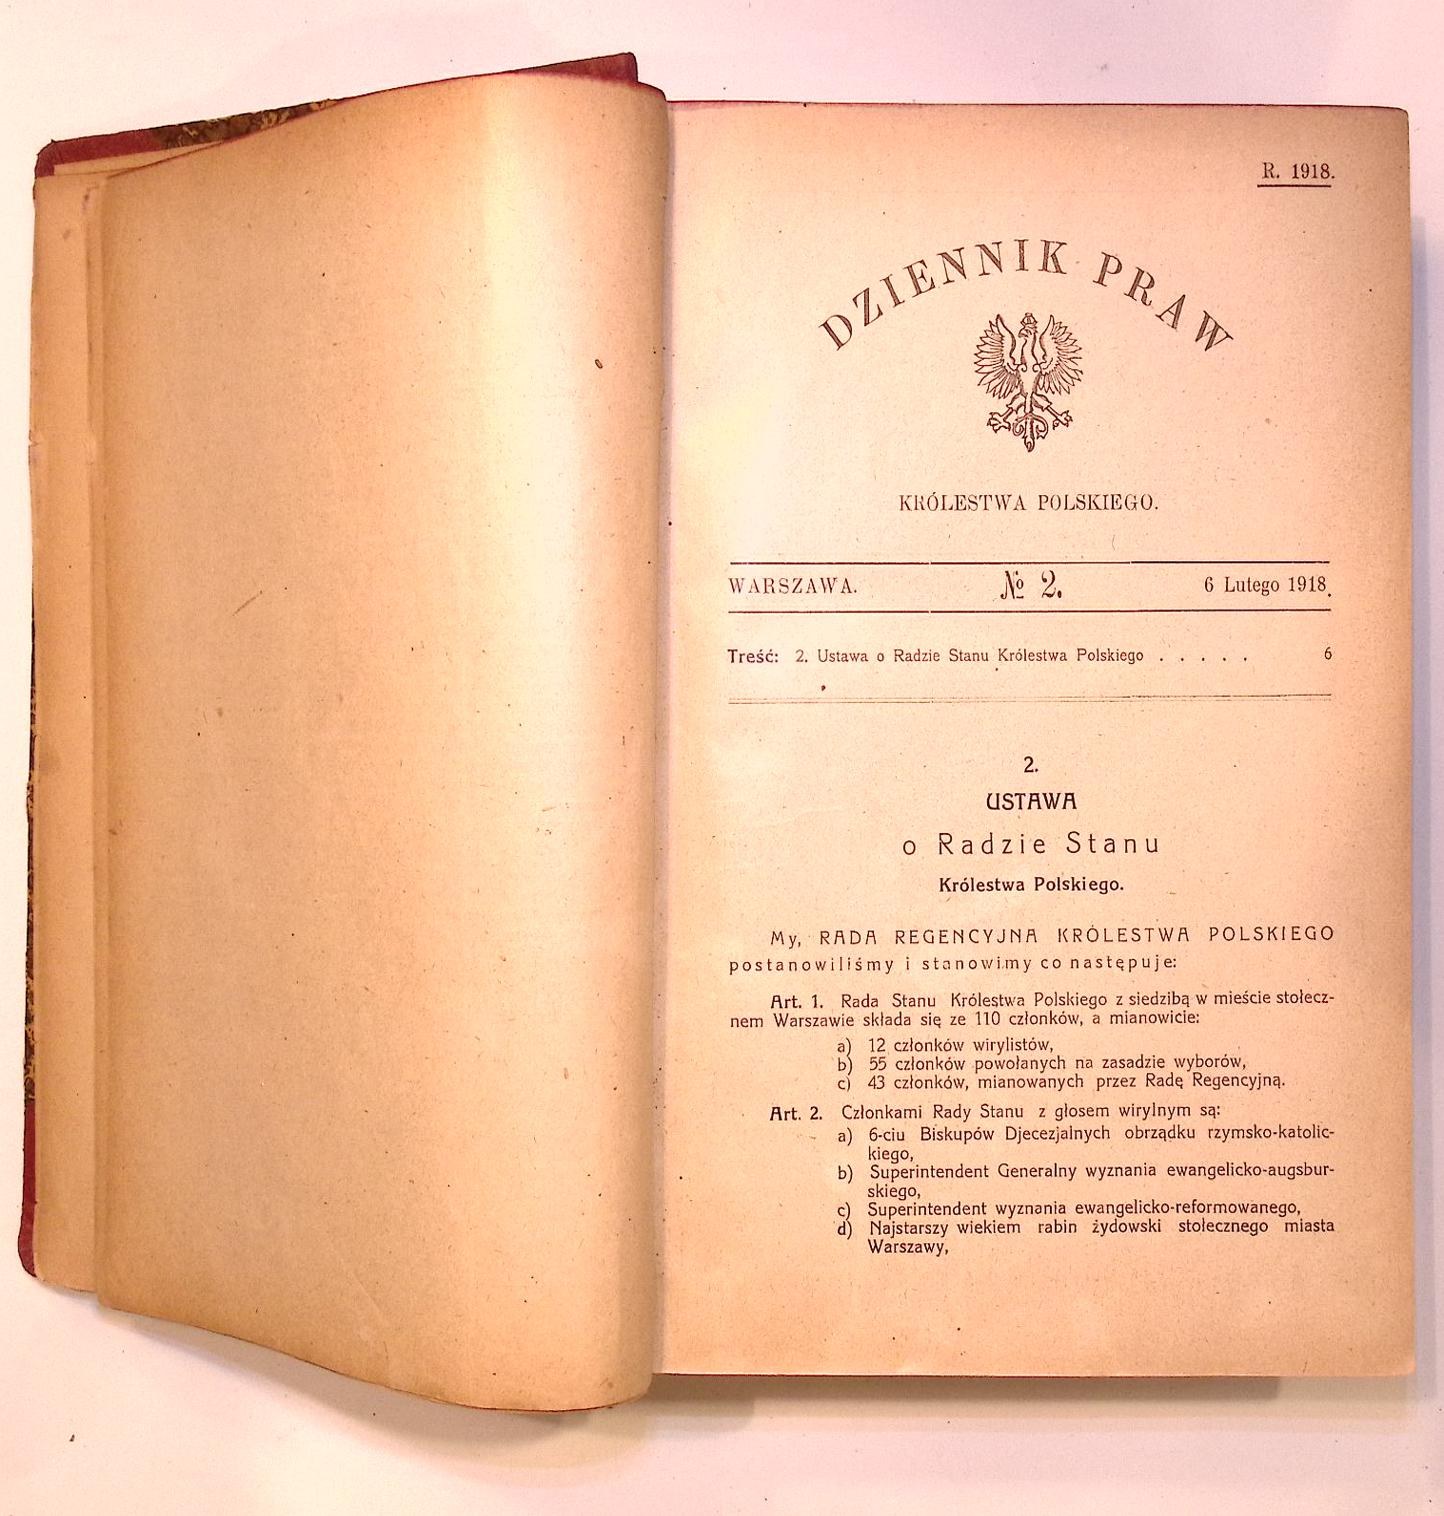 R. 1918.
DZIENNIK PRAW
KRÓLESTWA POLSKIEGO.
WARSZAWA. № 2. 6 Lutego 1918.
Treść: 2. Ustawa o Radzie Stanu Królestwa Polskiego . . . . . 6
2.
USTAWA
o Radzie Stanu
Królestwa Polskiego.
My, RADA REGENCYJNA KRÓLESTWA POLSKIEGO
postanowiliśmy i stanowimy co następuje:
Art. 1. Rada Stanu Królestwa Polskiego z siedzibą w mieście stołecz-
nem Warszawie składa się ze 110 członków, a mianowicie:
a) 12 członków wirylistów,
b) 55 członków powołanych na zasadzie wyborów,
c) 43 członków, mianowanych przez Radę Regencyjną.
Art. 2. Członkami Rady Stanu z głosem wirylnym są:
a) 6-ciu Biskupów Djecezjalnych obrządku rzymsko-katolic-
kiego,
b) Superintendent Generalny wyznania ewangelicko-augsbur-
skiego,
c) Superintendent wyznania ewangelicko-reformowanego,
d) Najstarszy wiekiem rabin żydowski stołecznego miasta
Warszawy,